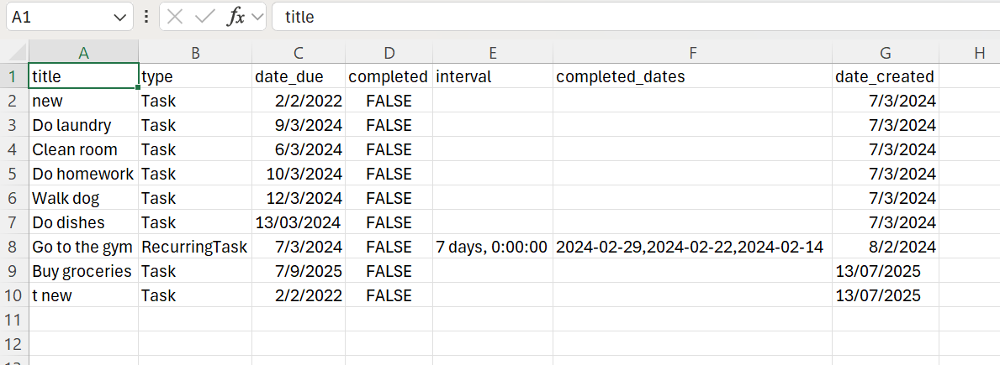 A1 fx title
A B C D E F G H
1 title type date_due completed interval completed_dates date_created
2 new Task 2/2/2022 FALSE 7/3/2024
3 Do laundry Task 9/3/2024 FALSE 7/3/2024
4 Clean room Task 6/3/2024 FALSE 7/3/2024
5 Do homework Task 10/3/2024 FALSE 7/3/2024
6 Walk dog Task 12/3/2024 FALSE 7/3/2024
7 Do dishes Task 13/03/2024 FALSE 7/3/2024
8 Go to the gym RecurringTask 7/3/2024 FALSE 7 days, 0:00:00 2024-02-29,2024-02-22,2024-02-14 8/2/2024
9 Buy groceries Task 7/9/2025 FALSE 13/07/2025
10 t new Task 2/2/2022 FALSE 13/07/2025
11
12